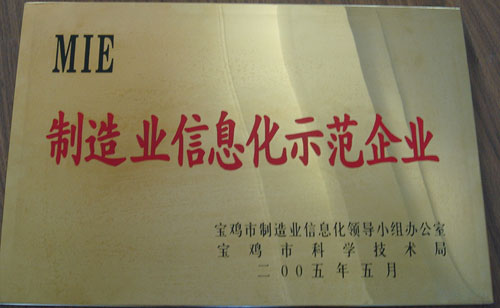 MIE
制造业信息化示范企业
宝鸡市制造业信息化领导小组办公室
宝鸡市科学技术局
二00五年五月